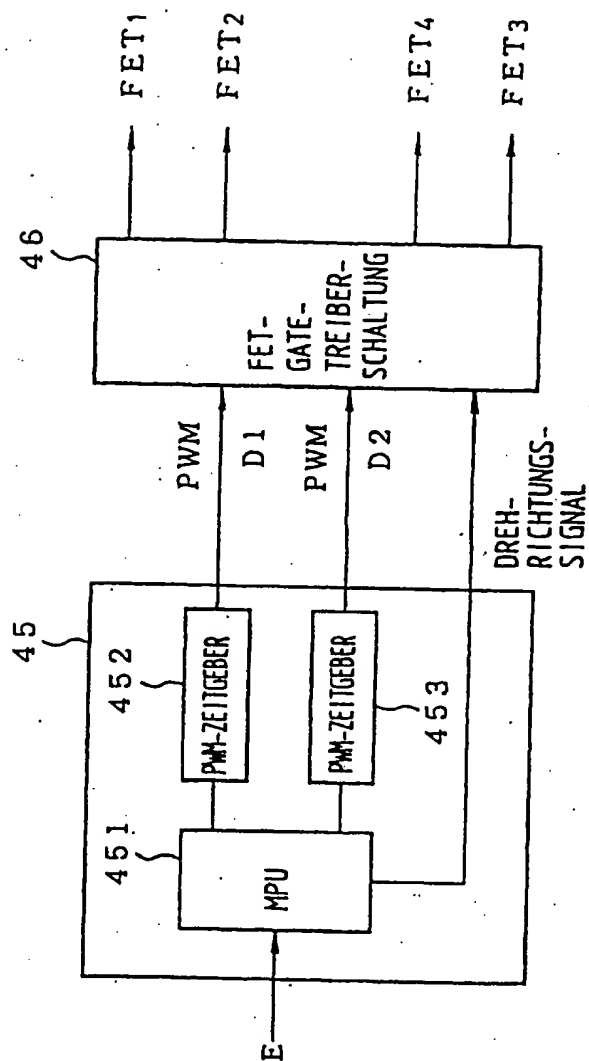 45
451
452
453
E
MPU
PWM-ZEITGEBER
PWM-ZEITGEBER
PWM
D1
PWM
D2
DREH-
RICHTUNGS-
SIGNAL
46
FET-
GATE-
TREIBER-
SCHALTUNG
FET1
FET2
FET4
FET3